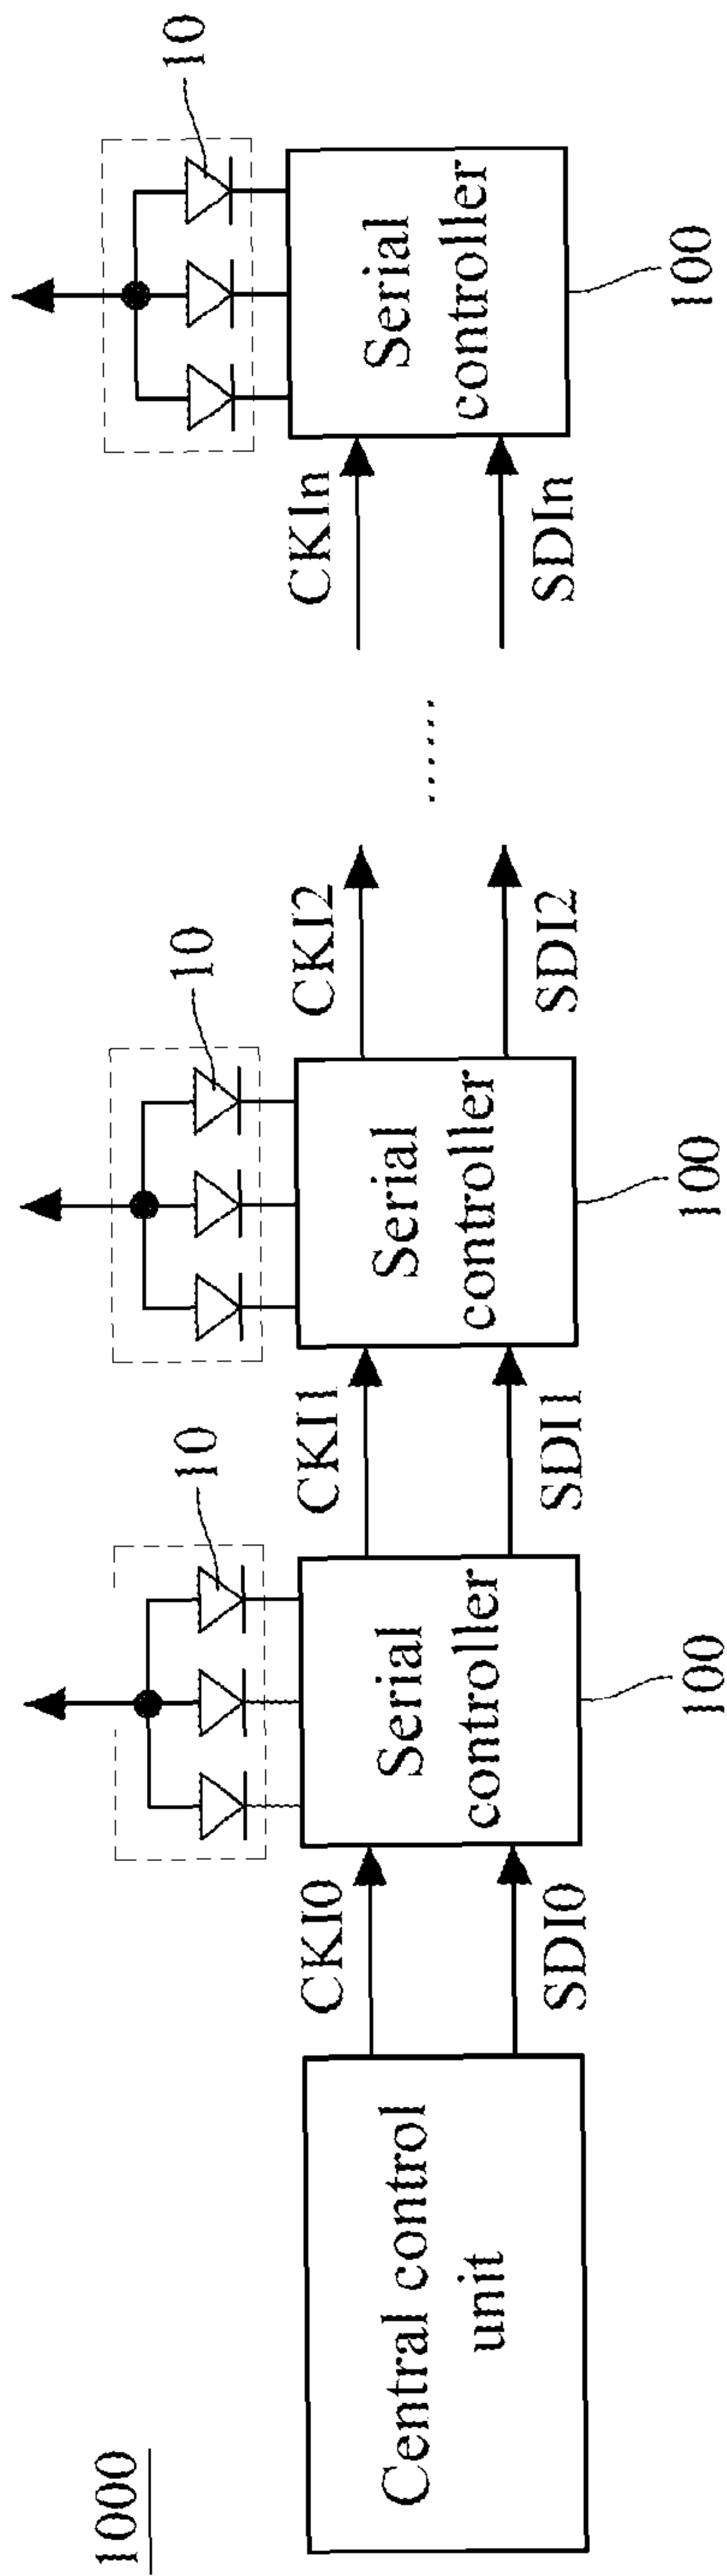 1000
10
10
10
CKI0
CKI1
CKI2
......
CKIn
Central control
unit
Serial
controller
Serial
controller
Serial
controller
SDI0
SDI1
SDI2
SDIn
100
100
100